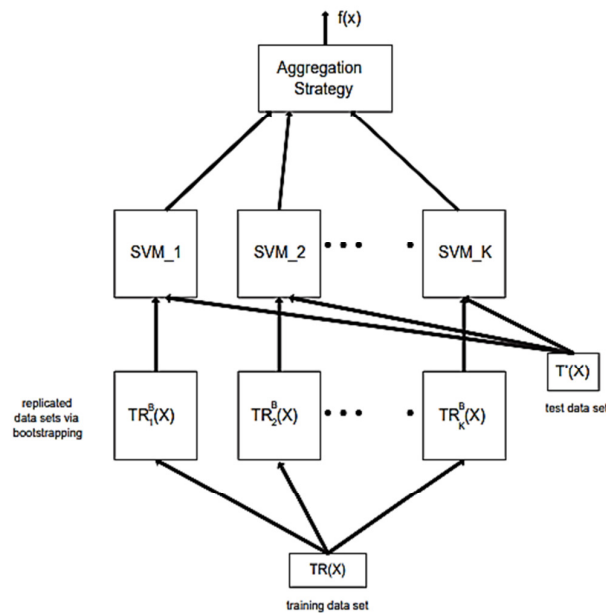 f(x)
Aggregation
Strategy
SVM_1
SVM_2
SVM_K
T'(X)
test data set
replicated
data sets via
bootstrapping
TR₁ᴮ(X)
TR₂ᴮ(X)
TR_Kᴮ(X)
TR(X)
training data set